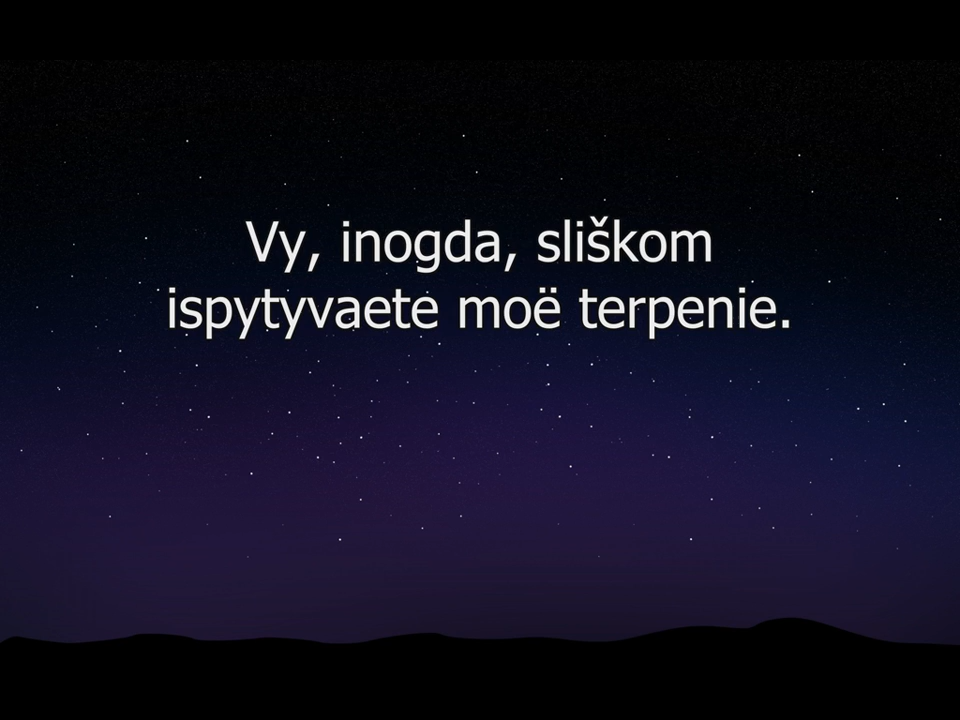 Vy, inogda, sliškom
ispytyvaete moë terpenie.